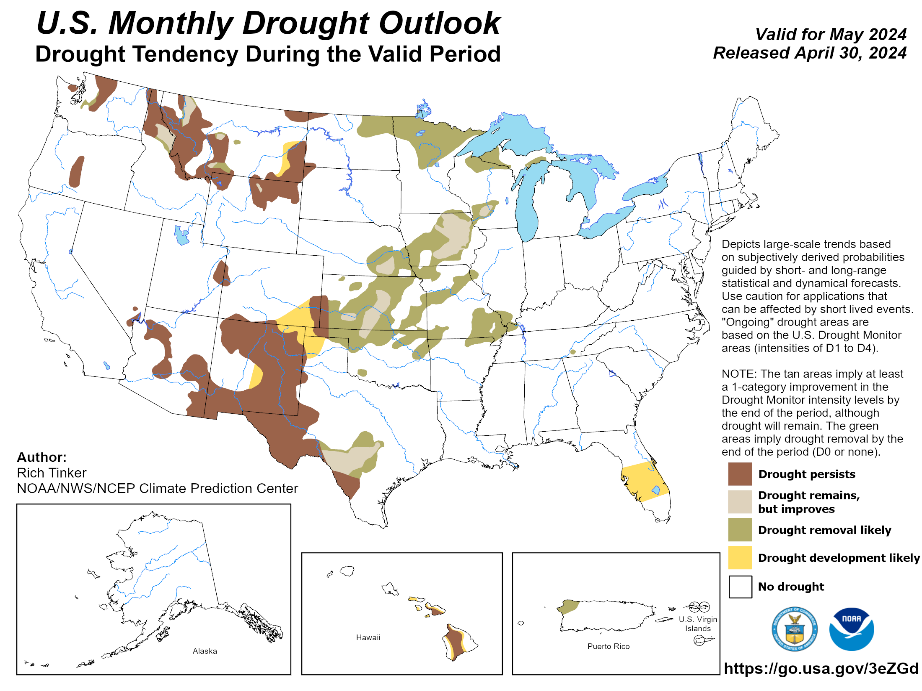 U.S. Monthly Drought Outlook
Drought Tendency During the Valid Period
Valid for May 2024
Released April 30, 2024
Depicts large-scale trends based
on subjectively derived probabilities
guided by short- and long-range
statistical and dynamical forecasts.
Use caution for applications that
can be affected by short lived events.
"Ongoing" drought areas are
based on the U.S. Drought Monitor
areas (intensities of D1 to D4).
NOTE: The tan areas imply at least
a 1-category improvement in the
Drought Monitor intensity levels by
the end of the period, although
drought will remain. The green
areas imply drought removal by the
end of the period (D0 or none).
Author:
Rich Tinker
NOAA/NWS/NCEP Climate Prediction Center
Drought persists
Drought remains,
but improves
Drought removal likely
Drought development likely
No drought
Alaska
Hawaii
Puerto Rico
U.S. Virgin
Islands
NOAA
https://go.usa.gov/3eZGd